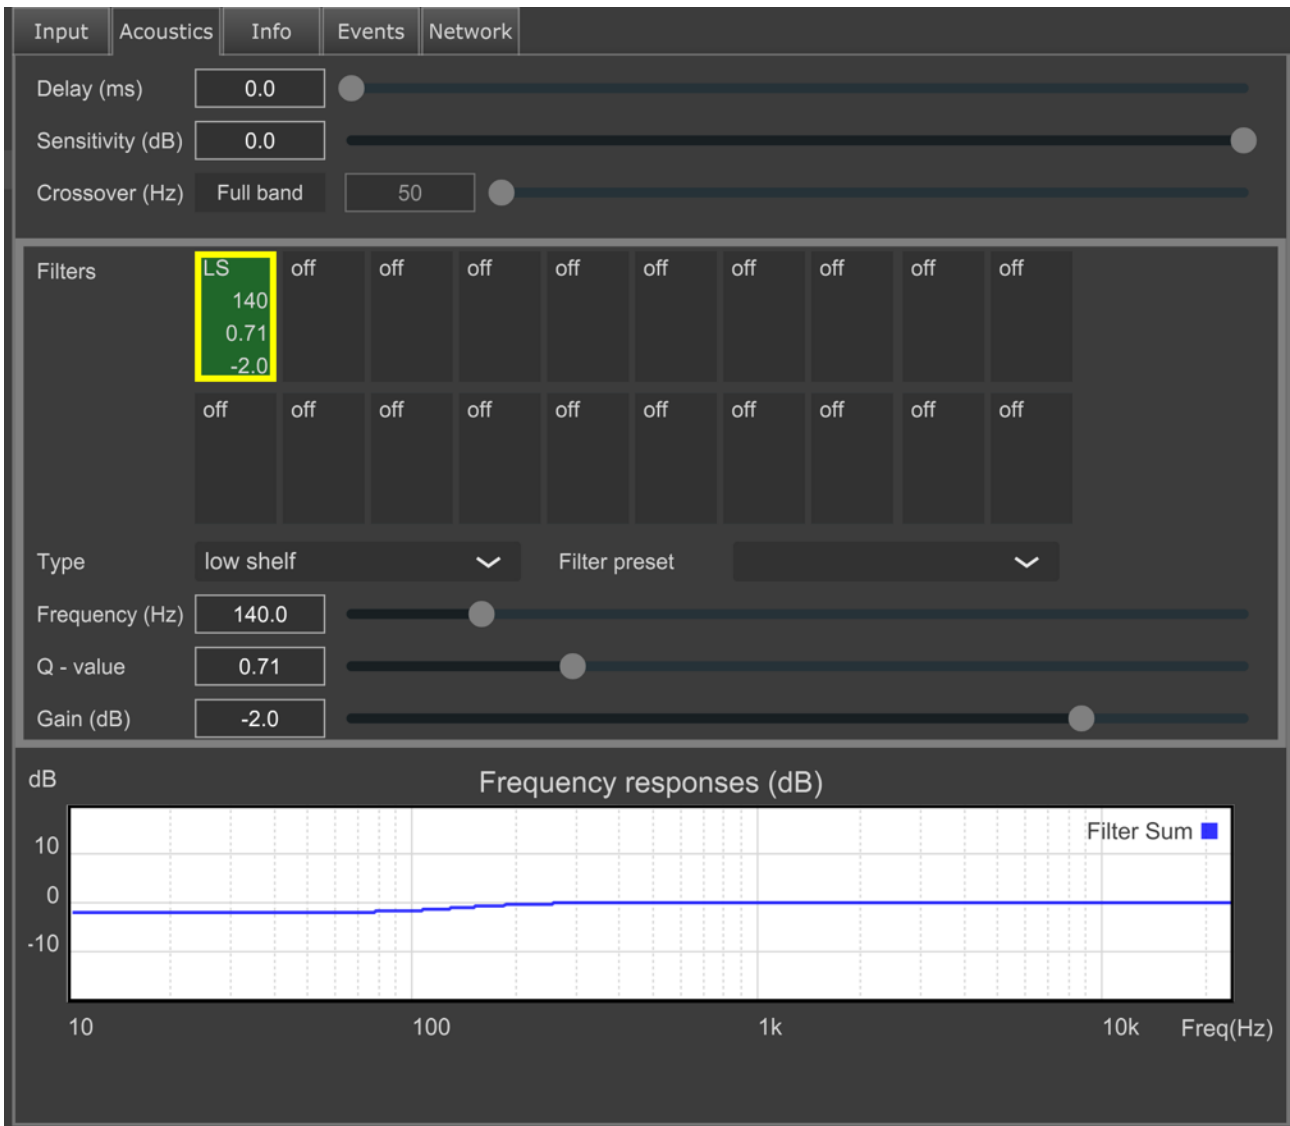 Input Acoustics Info Events Network
Delay (ms) 0.0
Sensitivity (dB) 0.0
Crossover (Hz) Full band 50
Filters LS off off off off off off off off off
140
0.71
-2.0
off off off off off off off off off off
Type low shelf Filter preset
Frequency (Hz) 140.0
Q - value 0.71
Gain (dB) -2.0
dB Frequency responses (dB)
Filter Sum
10
0
-10
10 100 1k 10k Freq(Hz)